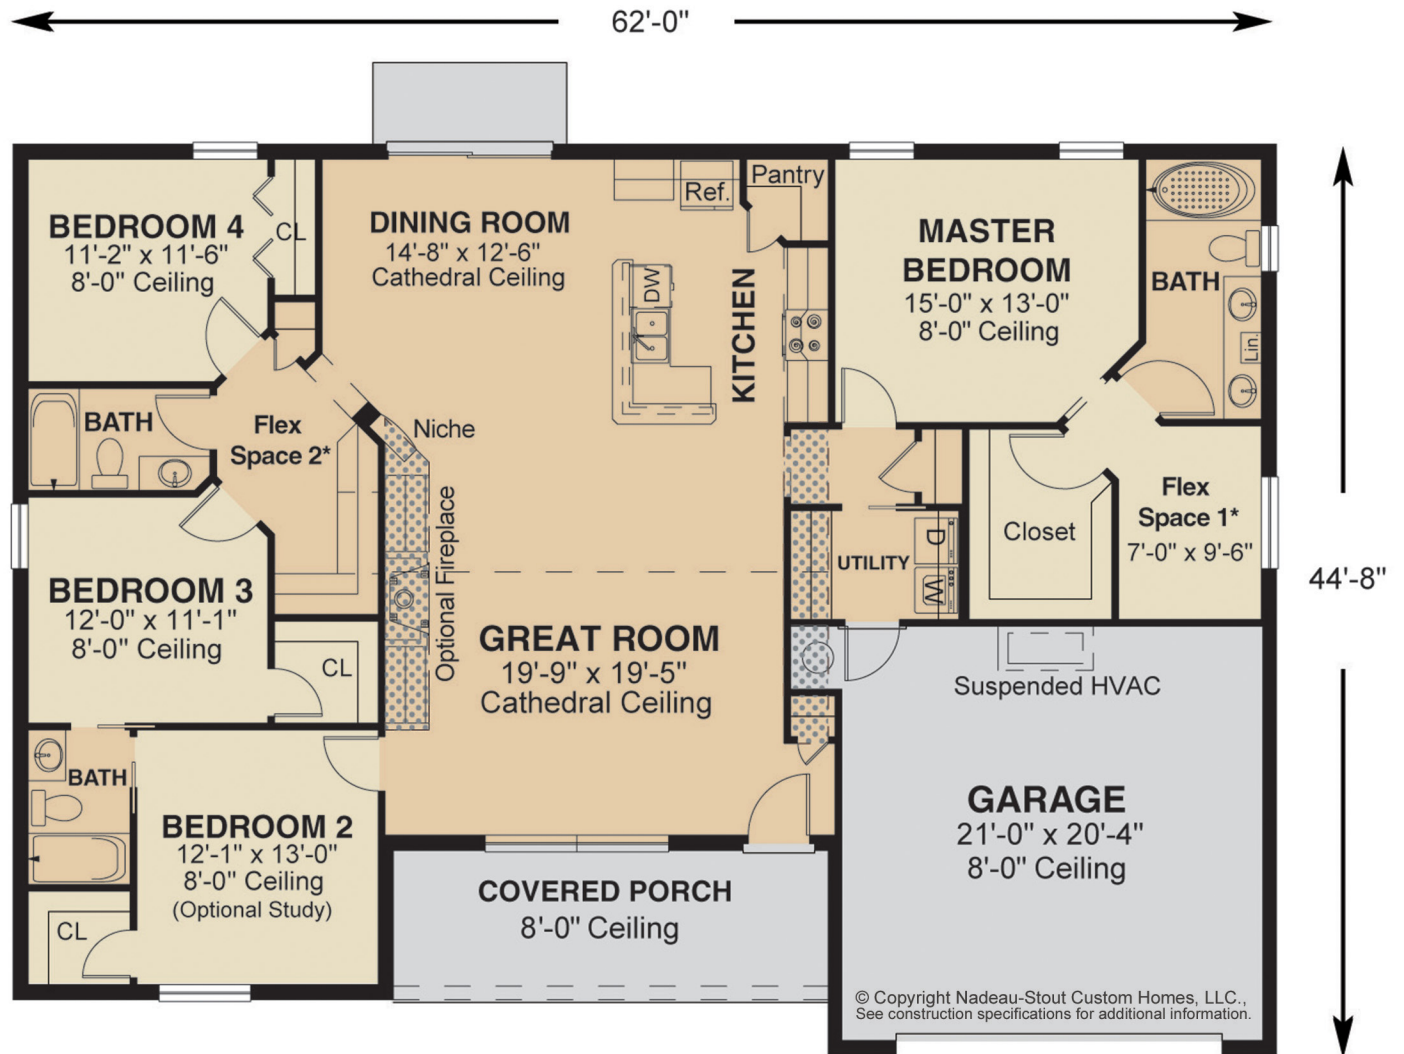 62'-0"
BEDROOM 4
11'-2" x 11'-6"
8'-0" Ceiling
CL
DINING ROOM
14'-8" x 12'-6"
Cathedral Ceiling
Ref.
Pantry
DW
KITCHEN
MASTER
BEDROOM
15'-0" x 13'-0"
8'-0" Ceiling
BATH
Lin.
BATH
Flex
Space 2*
Niche
Optional Fireplace
Closet
Flex
Space 1*
7'-0" x 9'-6"
UTILITY
D
W
44'-8"
BEDROOM 3
12'-0" x 11'-1"
8'-0" Ceiling
CL
GREAT ROOM
19'-9" x 19'-5"
Cathedral Ceiling
Suspended HVAC
BATH
BEDROOM 2
12'-1" x 13'-0"
8'-0" Ceiling
(Optional Study)
CL
GARAGE
21'-0" x 20'-4"
8'-0" Ceiling
COVERED PORCH
8'-0" Ceiling
© Copyright Nadeau-Stout Custom Homes, LLC.,
See construction specifications for additional information.